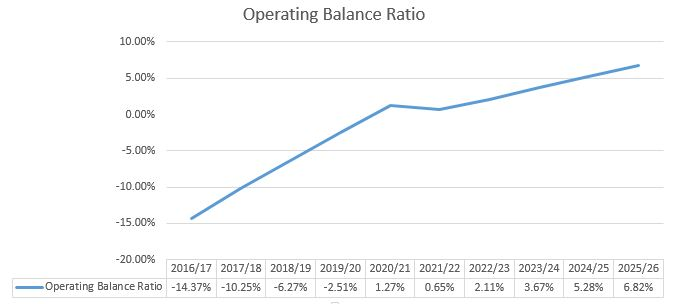 Operating Balance Ratio
10.00%
5.00%
0.00%
-5.00%
-10.00%
-15.00%
-20.00%
2016/17 2017/18 2018/19 2019/20 2020/21 2021/22 2022/23 2023/24 2024/25 2025/26
Operating Balance Ratio -14.37% -10.25% -6.27% -2.51% 1.27% 0.65% 2.11% 3.67% 5.28% 6.82%